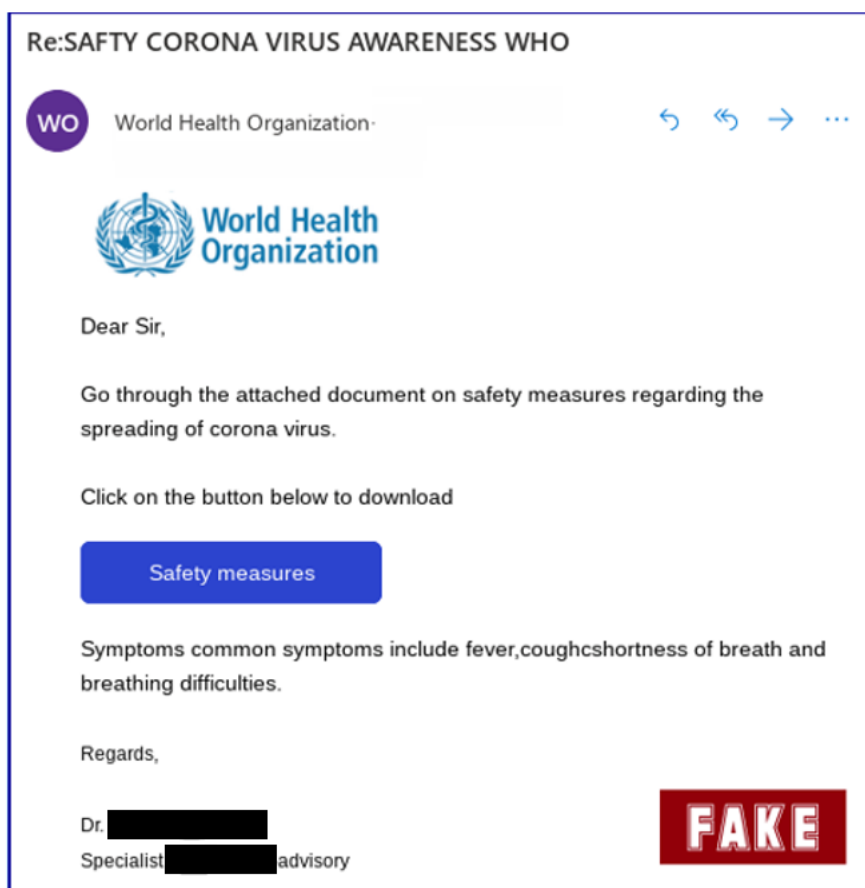 Re:SAFTY CORONA VIRUS AWARENESS WHO
WO
World Health Organization·
World Health
Organization
Dear Sir,
Go through the attached document on safety measures regarding the
spreading of corona virus.
Click on the button below to download
Safety measures
Symptoms common symptoms include fever,coughcshortness of breath and
breathing difficulties.
Regards,
Dr.
Specialist advisory
FAKE